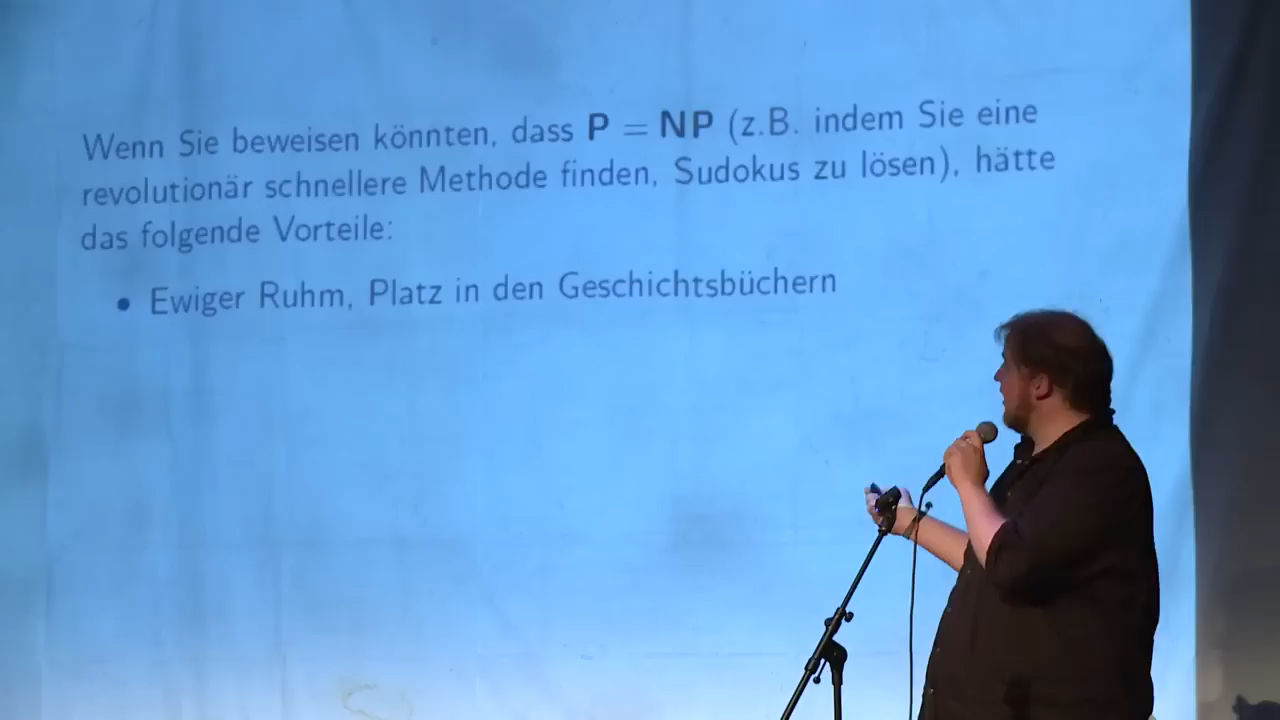 Wenn Sie beweisen könnten, dass P = NP (z.B. indem Sie eine
revolutionär schnellere Methode finden, Sudokus zu lösen), hätte
das folgende Vorteile:
• Ewiger Ruhm, Platz in den Geschichtsbüchern